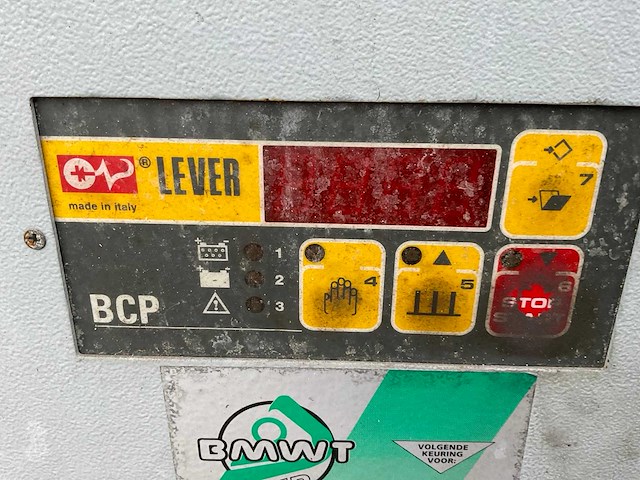 ® LEVER
made in italy
7
1
2
3
4
5
6
STOP
BCP
BMWT
VOLGENDE
KEURING
VOOR: